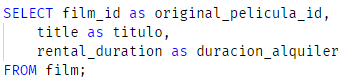 SELECT film_id as original_pelicula_id,
title as titulo,
rental_duration as duracion_alquiler
FROM film;